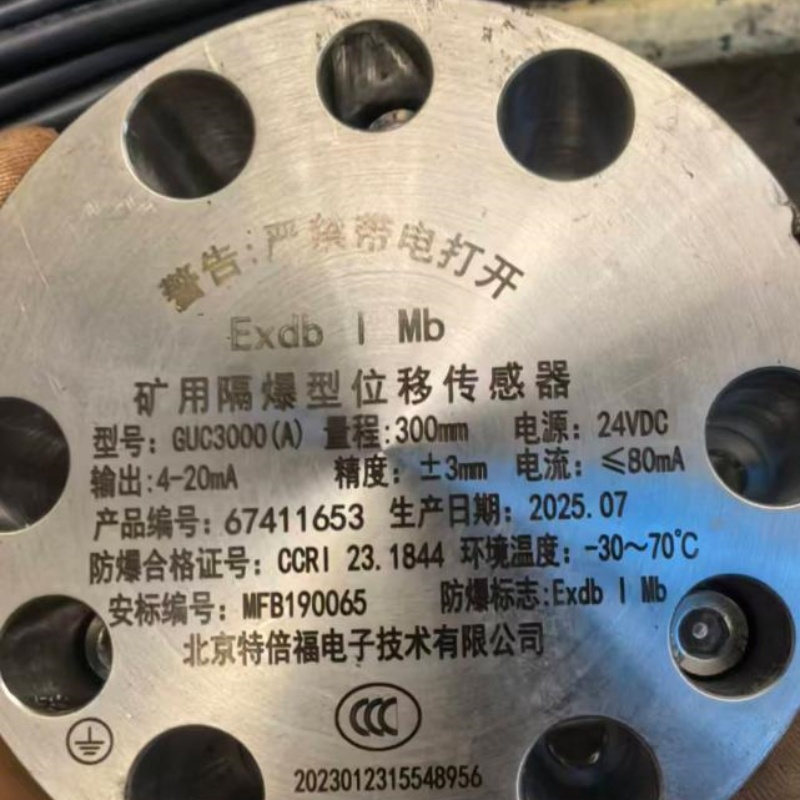 警告:严禁带电打开
Exdb I Mb
矿用隔爆型位移传感器
型号: GUC3000(A) 量程:300mm 电源: 24VDC
输出:4-20mA 精度: ±3mm 电流: ≤80mA
产品编号: 67411653 生产日期: 2025.07
防爆合格证号: CCRI 23.1844 环境温度: -30~70℃
安标编号: MFB190065 防爆标志:Exdb I Mb
北京特倍福电子技术有限公司
CCC
2023012315548956